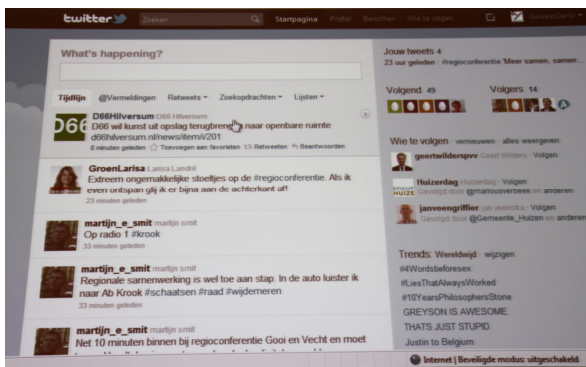 twitter
Zoeken
Startpagina Profiel Berichten Wie te volgen
What's happening?
Tijdlijn @Vermeldingen Retweets Zoekopdrachten Lijsten
D66
D66Hilversum D66 Hilversum
D66 wil kunst uit opslag terugbrengen naar openbare ruimte
d66hilversum.nl/news/item/i/201
8 minuten geleden Toevoegen aan favorieten Retweeten Beantwoorden
GroenLarisa Larisa Landré
Extreem ongemakkelijke stoeltjes op de #regioconferentie. Als ik
even ontspan glij ik er bijna aan de achterkant af!
23 minuten geleden
martijn_e_smit martijn smit
Op radio 1 #krook
33 minuten geleden
martijn_e_smit martijn smit
Regionale samenwerking is wel toe aan stap. In de auto luister ik
naar Ab Krook #schaatsen #raad #wijdemeren
33 minuten geleden
martijn_e_smit martijn smit
Net 10 minuten binnen bij regioconferentie Gooi en Vecht en moet
Jouw tweets 4
23 uur geleden #regioconferentie 'Meer samen, samen...
Volgend 49
Volgers 14
Wie te volgen vernieuwen alles weergeven
geertwilderspvv Geert Wilders Volgen
Huizerdag Huizerdag Volgen
Gevolgd door @mariousverbeek en anderen
janveengriffier jan veenstra Volgen
Gevolgd door @Gemeente_Huizen en anderen
Trends: Wereldwijd wijzigen
#4Wordsbeforesex
#LiesThatAlwaysWorked
#10YearsPhilosophersStone
GREYSON IS AWESOME
THATS JUST STUPID
Justin to Belgium
Internet | Beveiligde modus: uitgeschakeld